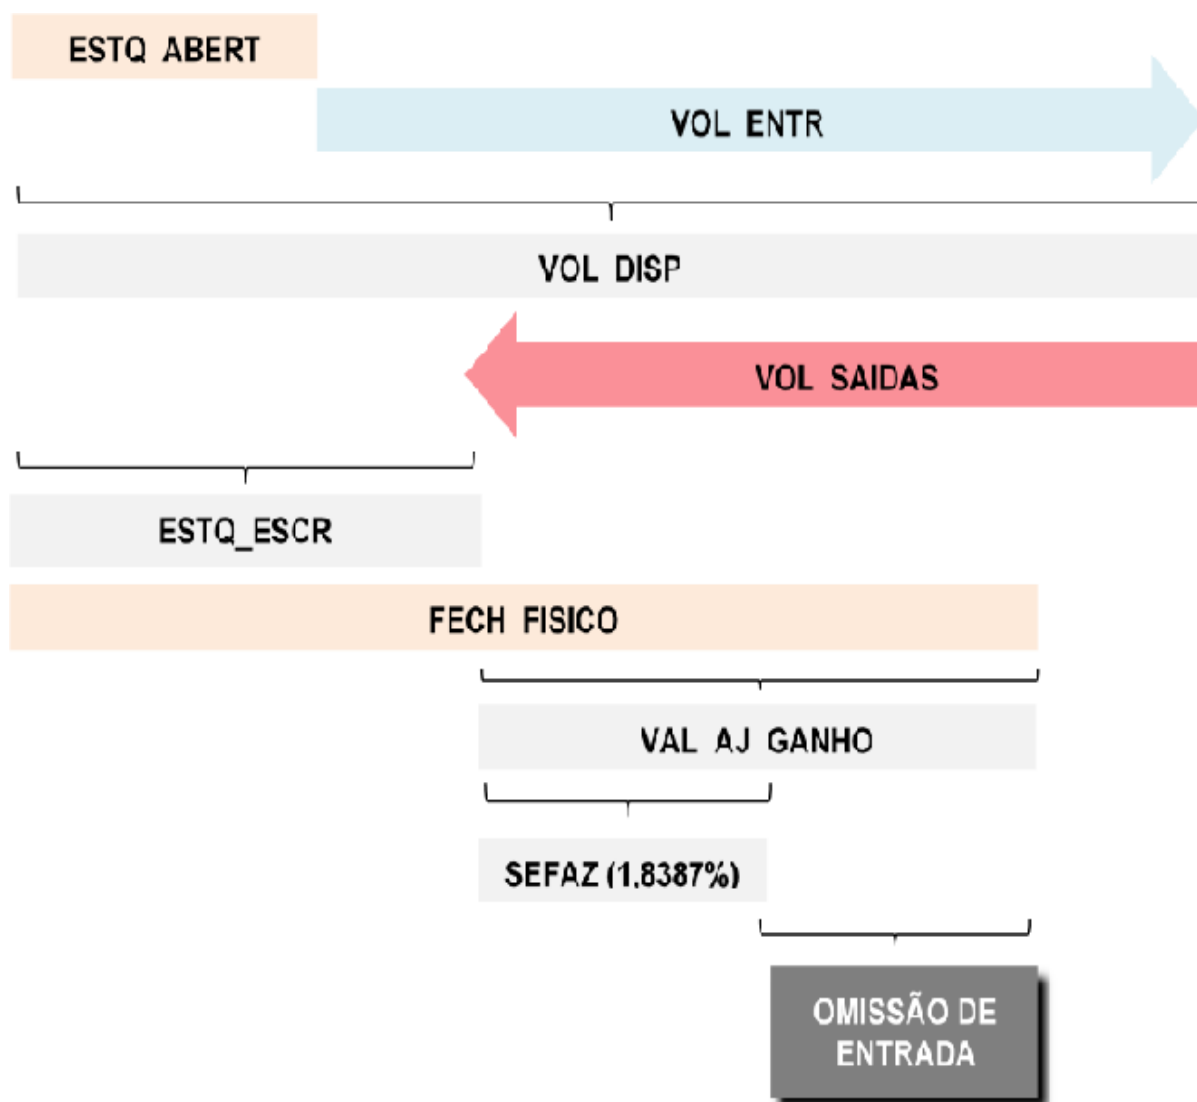 ESTQ ABERT
VOL ENTR
VOL DISP
VOL SAIDAS
ESTQ_ESCR
FECH FISICO
VAL AJ GANHO
SEFAZ (1,8387%)
OMISSÃO DE
ENTRADA